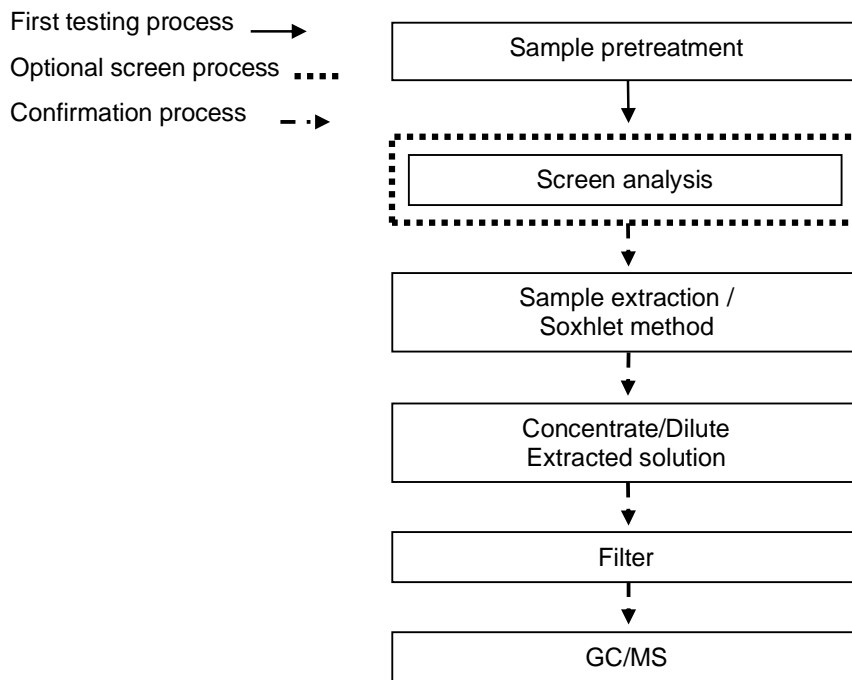 First testing process
Optional screen process
Confirmation process
Sample pretreatment
Screen analysis
Sample extraction /
Soxhlet method
Concentrate/Dilute
Extracted solution
Filter
GC/MS